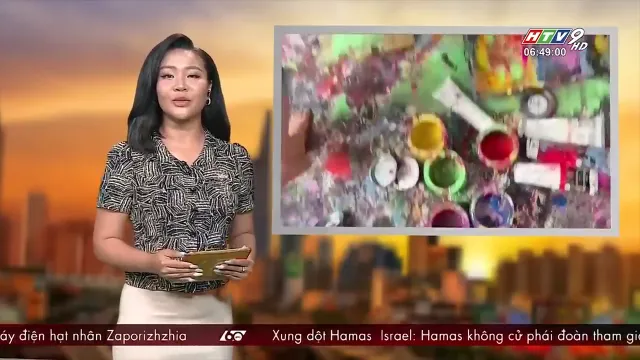 HTV9 HD
06:49:00
áy điện hạt nhân Zaporizhzhia 60 Xung đột Hamas Israel: Hamas không cử phái đoàn tham gi